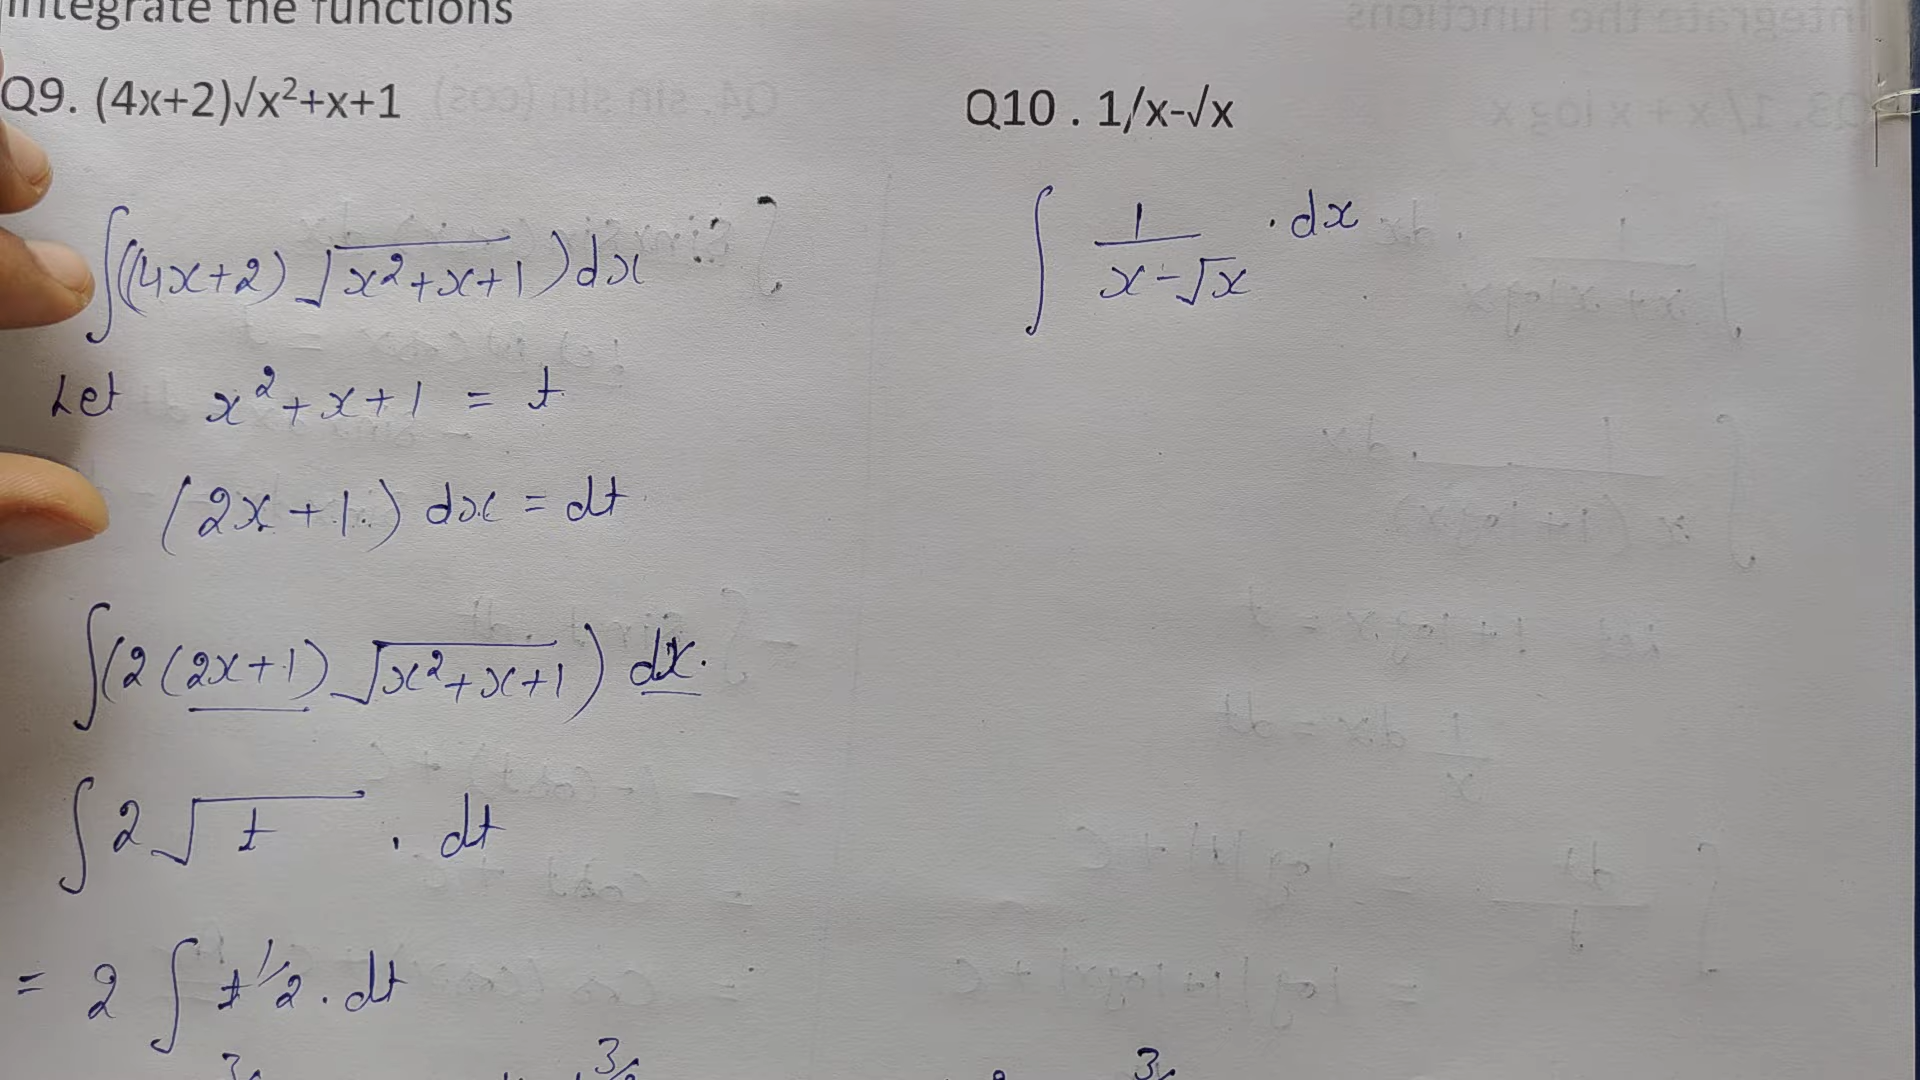 Integrate the functions
Q9. (4x+2)√x²+x+1
∫((4x+2) √x²+x+1) dx
Let x² + x + 1 = t
(2x + 1.) dx = dt
∫(2 (2x+1) √x²+x+1) dx.
∫ 2 √t . dt
= 2 ∫ t^1/2 . dt
Q10 . 1/x-√x
∫ 1/(x-√x) . dx